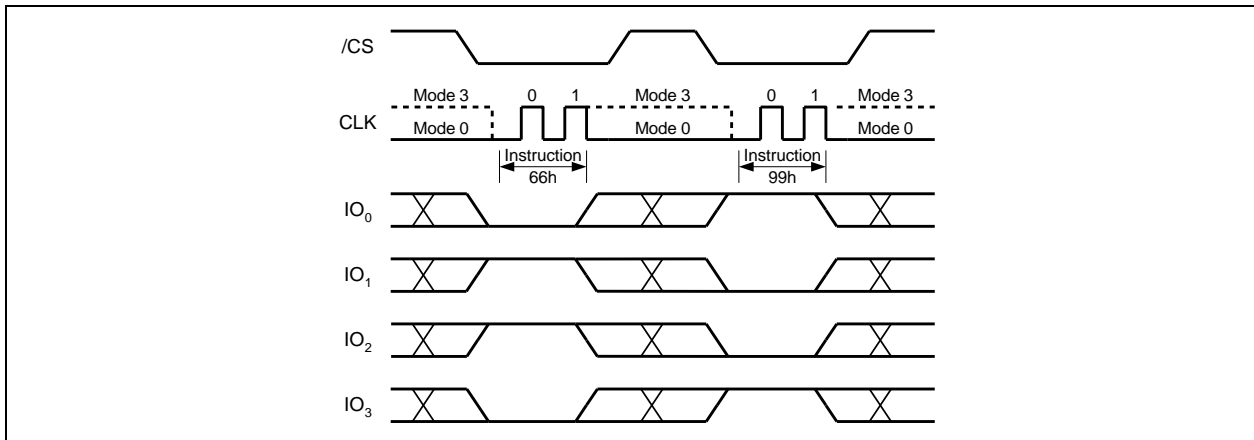 /CS
Mode 3 0 1 Mode 3 0 1 Mode 3
CLK Mode 0 Mode 0 Mode 0
Instruction Instruction
66h 99h
IO₀
IO₁
IO₂
IO₃